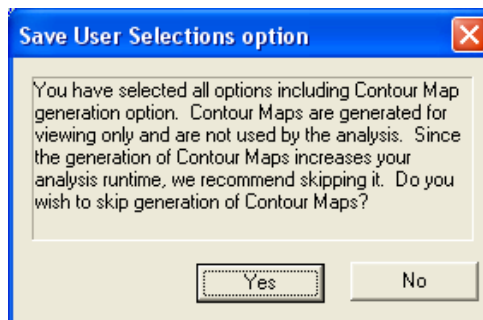 Save User Selections option
You have selected all options including Contour Map
generation option.  Contour Maps are generated for
viewing only and are not used by the analysis.  Since
the generation of Contour Maps increases your
analysis runtime, we recommend skipping it.  Do you
wish to skip generation of Contour Maps?
Yes
No